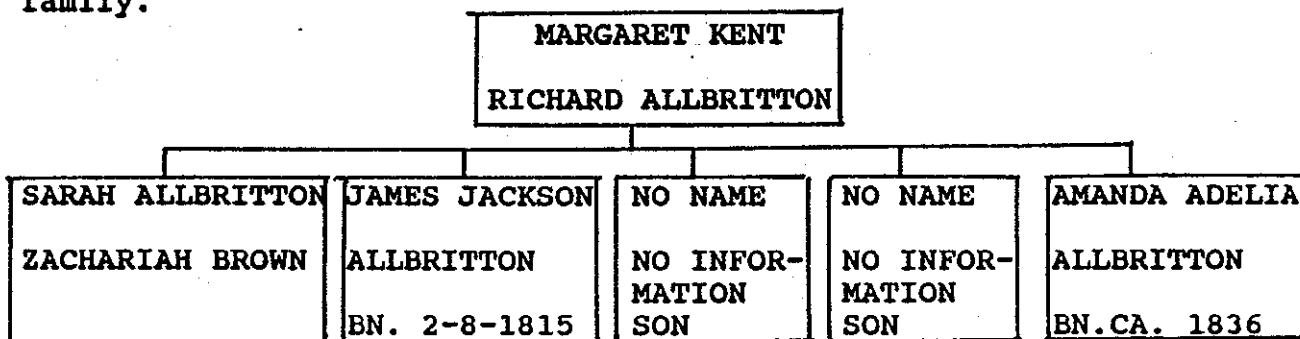 family.
MARGARET KENT
RICHARD ALLBRITTON
SARAH ALLBRITTON
ZACHARIAH BROWN
JAMES JACKSON
ALLBRITTON
BN. 2-8-1815
NO NAME
NO INFOR-
MATION
SON
NO NAME
NO INFOR-
MATION
SON
AMANDA ADELIA
ALLBRITTON
BN.CA. 1836